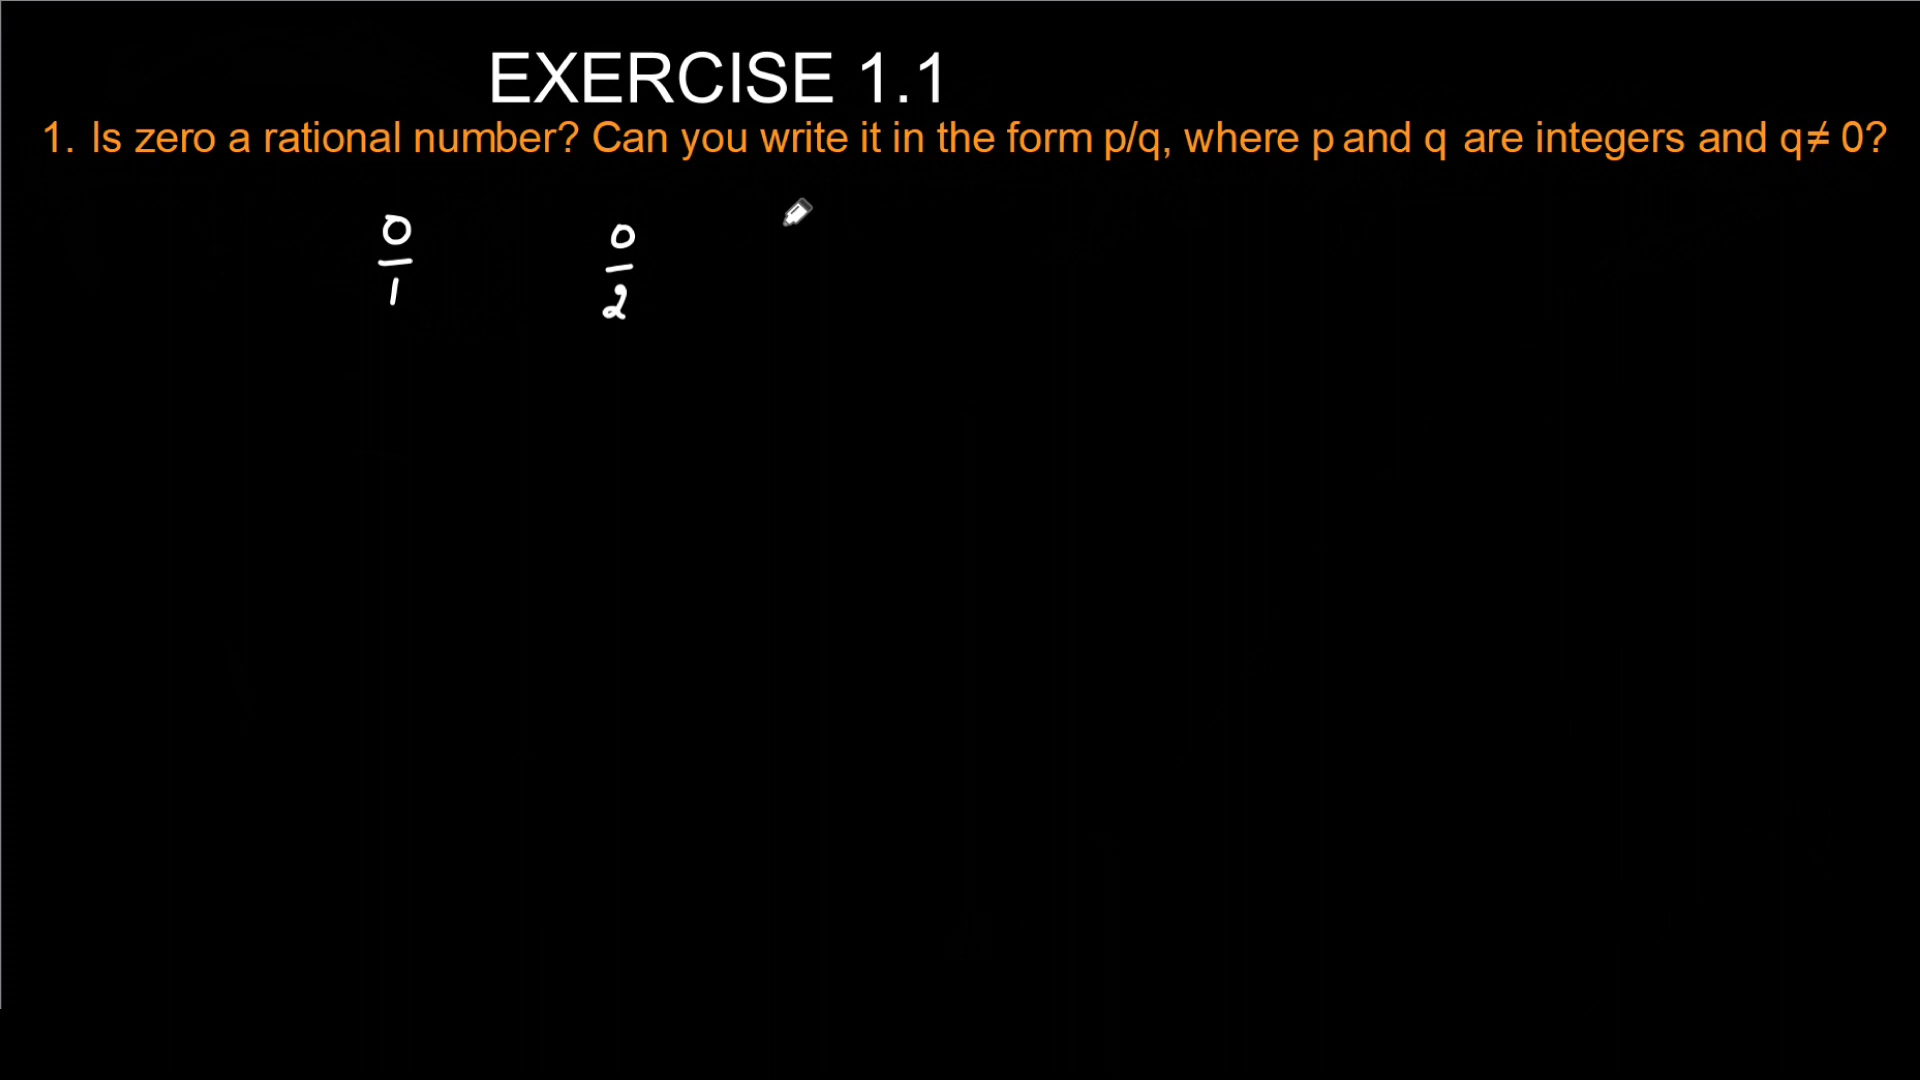 EXERCISE 1.1
1. Is zero a rational number? Can you write it in the form p/q, where p and q are integers and q≠ 0?
0 0
1 2